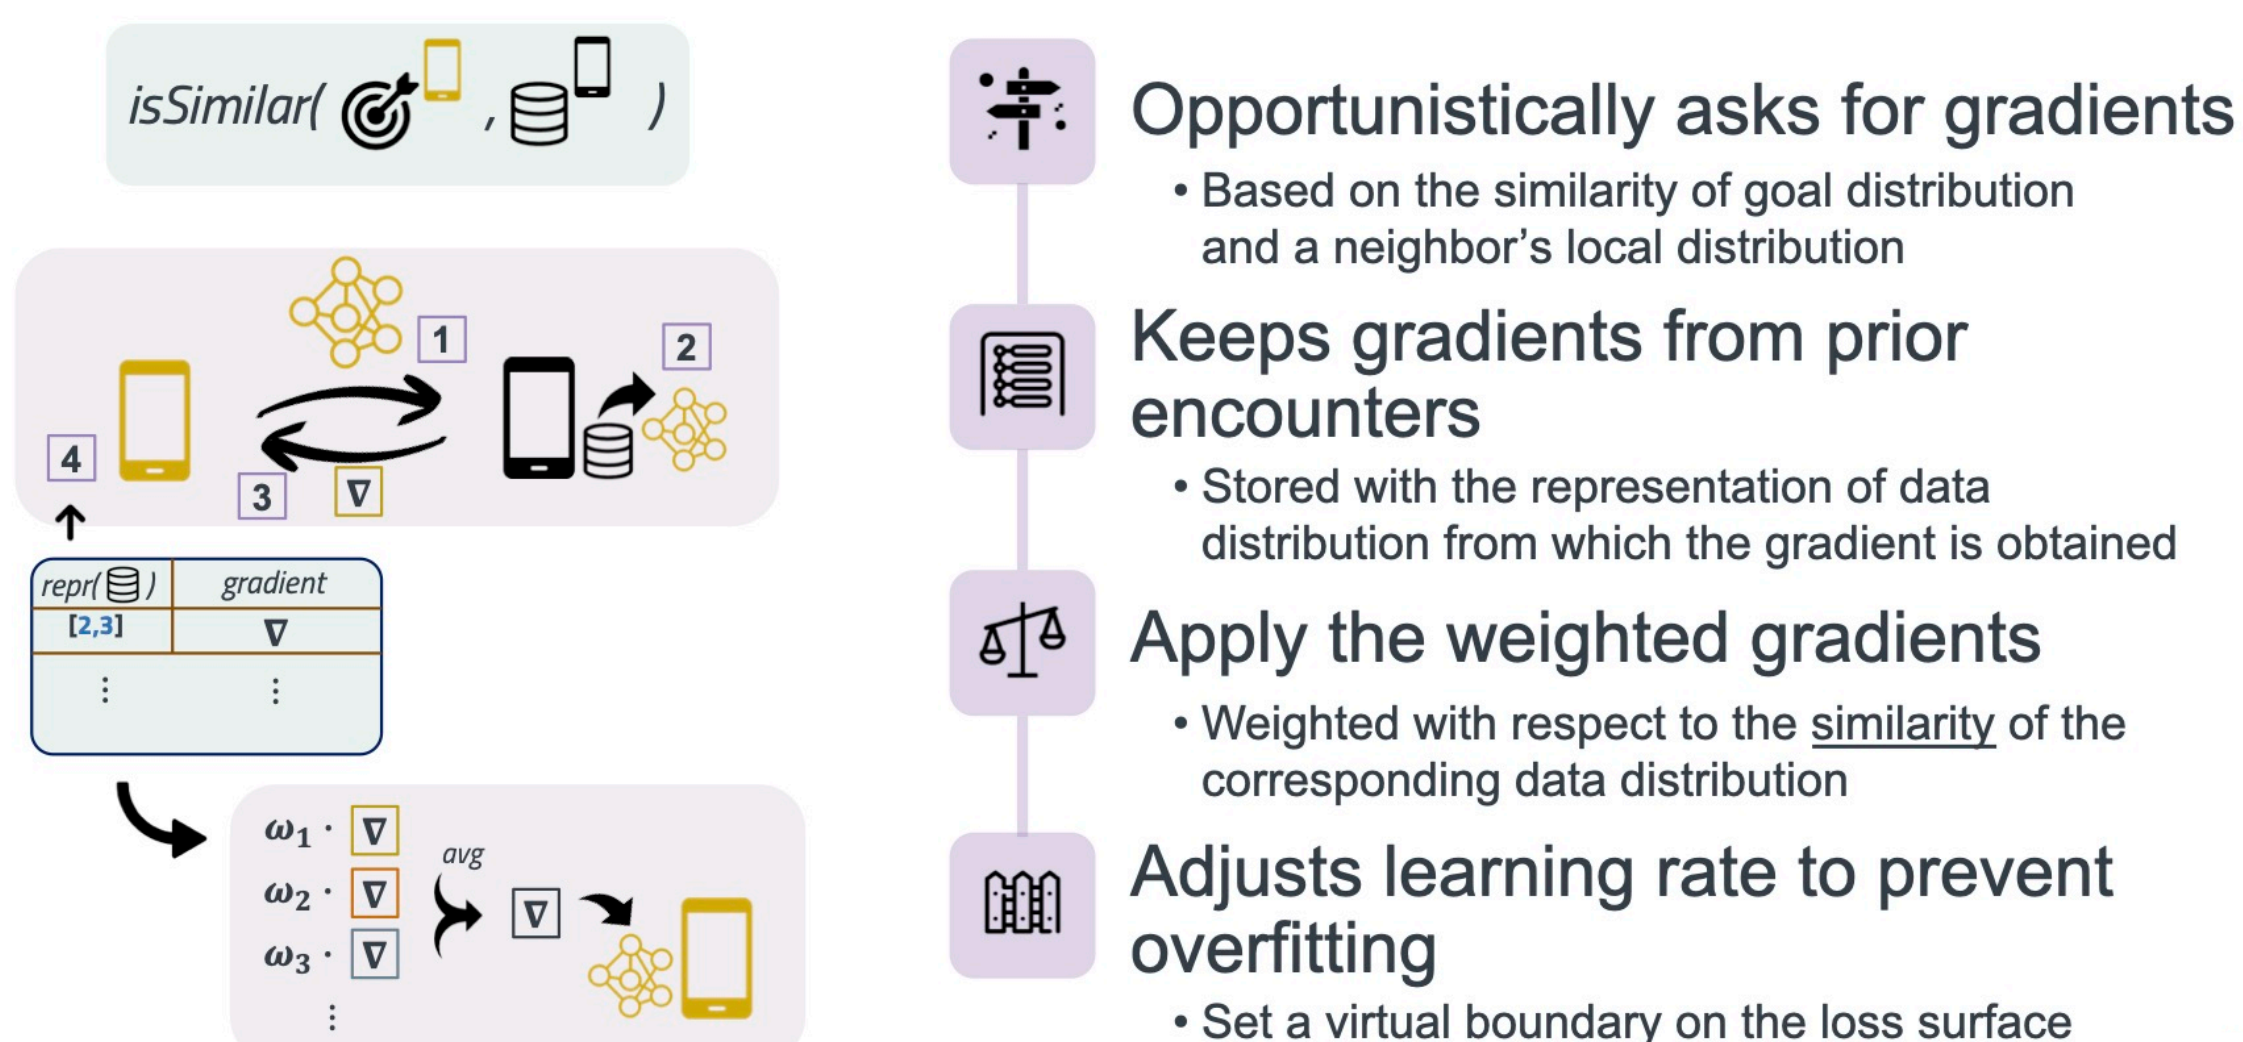 isSimilar( , )
1
2
4
3 ∇
repr( ) gradient
[2,3] ∇
⋮ ⋮
ω1 · ∇
avg
ω2 · ∇
∇
ω3 · ∇
⋮
Opportunistically asks for gradients
• Based on the similarity of goal distribution
and a neighbor’s local distribution
Keeps gradients from prior
encounters
• Stored with the representation of data
distribution from which the gradient is obtained
Apply the weighted gradients
• Weighted with respect to the similarity of the
corresponding data distribution
Adjusts learning rate to prevent
overfitting
• Set a virtual boundary on the loss surface